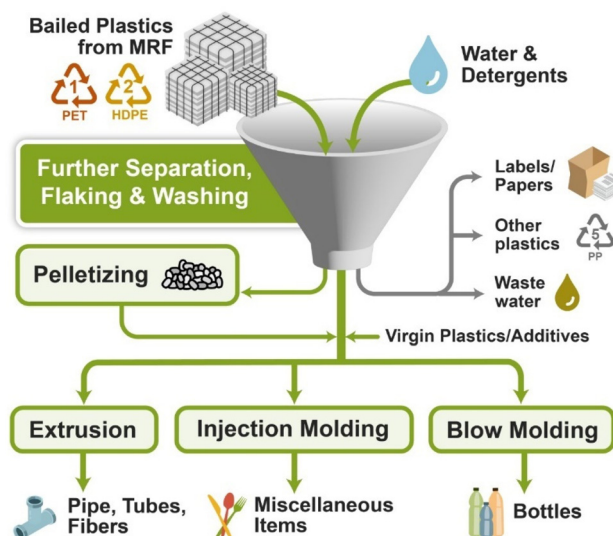 Bailed Plastics
from MRF
1
PET
2
HDPE
Water &
Detergents
Further Separation,
Flaking & Washing
Labels/
Papers
Other
plastics
5
PP
Waste
water
Pelletizing
Virgin Plastics/Additives
Extrusion
Injection Molding
Blow Molding
Pipe, Tubes,
Fibers
Miscellaneous
Items
Bottles